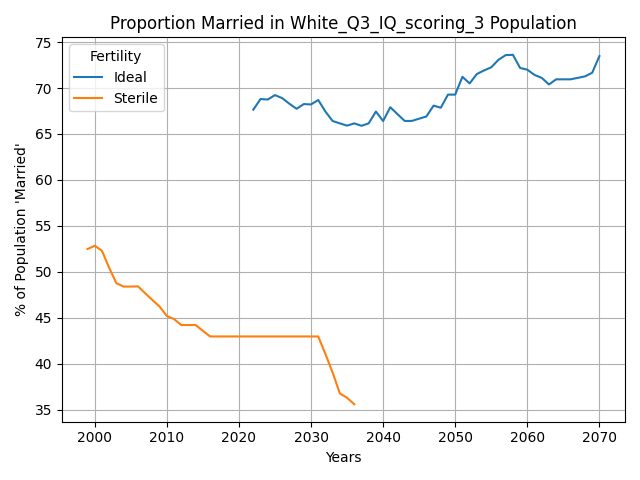 Proportion Married in White_Q3_IQ_scoring_3 Population
75
70
65
60
55
50
45
40
35
% of Population 'Married'
Fertility
Ideal
Sterile
2000 2010 2020 2030 2040 2050 2060 2070
Years